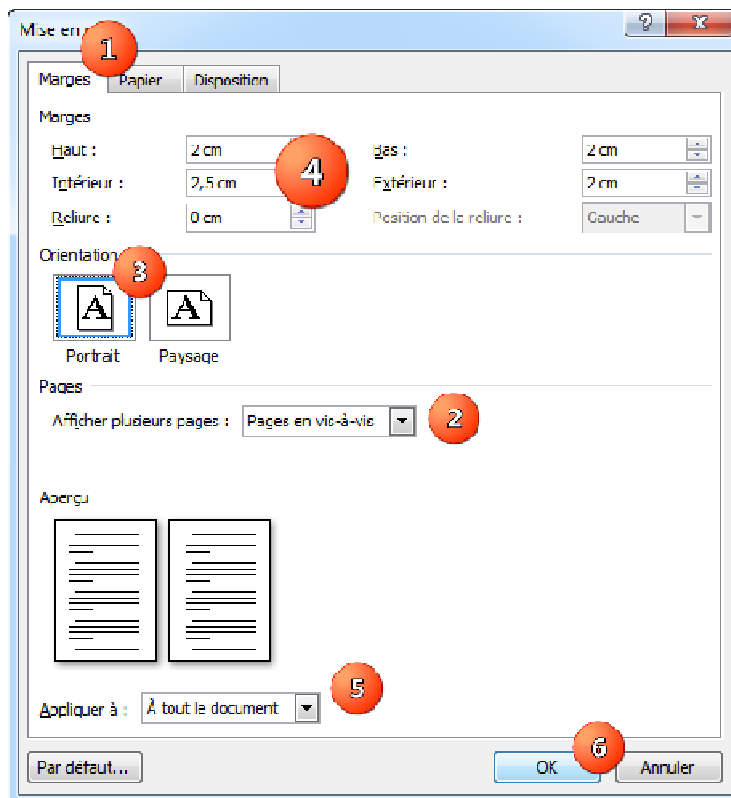 Mise en
1
Marges Papier Disposition
Marges
Haut : 2 cm Bas : 2 cm
4
Intérieur : 2,5 cm Extérieur : 2 cm
Reliure : 0 cm Position de la reliure : Gauche
Orientation
3
A A
Portrait Paysage
Pages
Afficher plusieurs pages : Pages en vis-à-vis 2
Aperçu
5
Appliquer à : À tout le document
6
Par défaut... OK Annuler